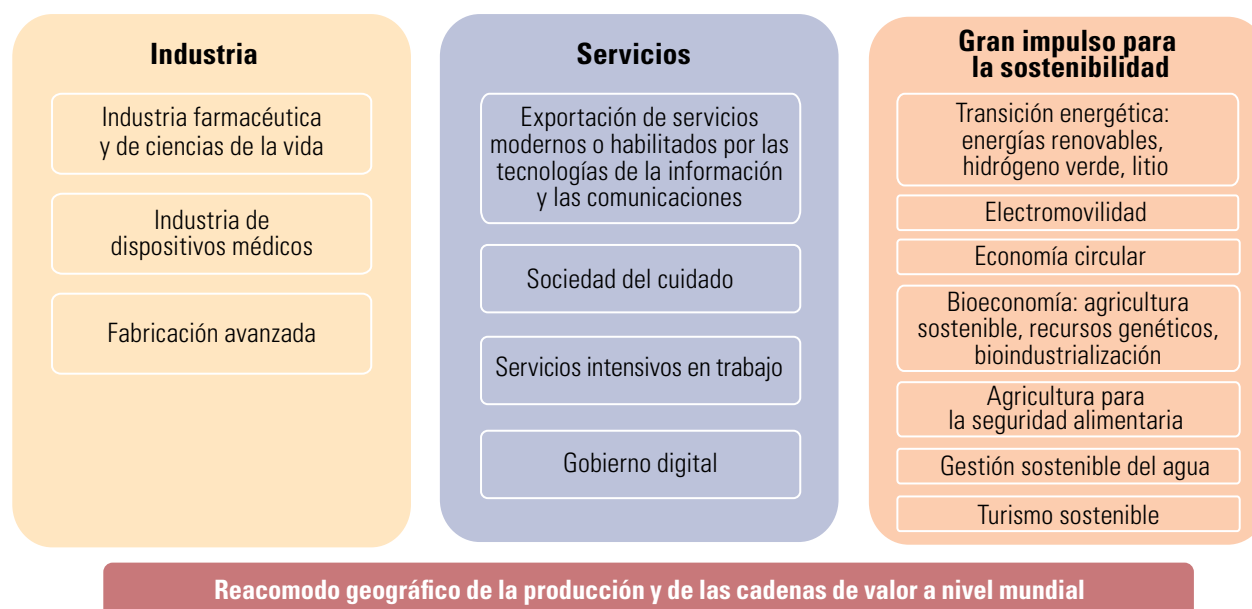 Industria
Industria farmacéutica
y de ciencias de la vida
Industria de
dispositivos médicos
Fabricación avanzada
Servicios
Exportación de servicios
modernos o habilitados por las
tecnologías de la información
y las comunicaciones
Sociedad del cuidado
Servicios intensivos en trabajo
Gobierno digital
Gran impulso para
la sostenibilidad
Transición energética:
energías renovables,
hidrógeno verde, litio
Electromovilidad
Economía circular
Bioeconomía: agricultura
sostenible, recursos genéticos,
bioindustrialización
Agricultura para
la seguridad alimentaria
Gestión sostenible del agua
Turismo sostenible
Reacomodo geográfico de la producción y de las cadenas de valor a nivel mundial